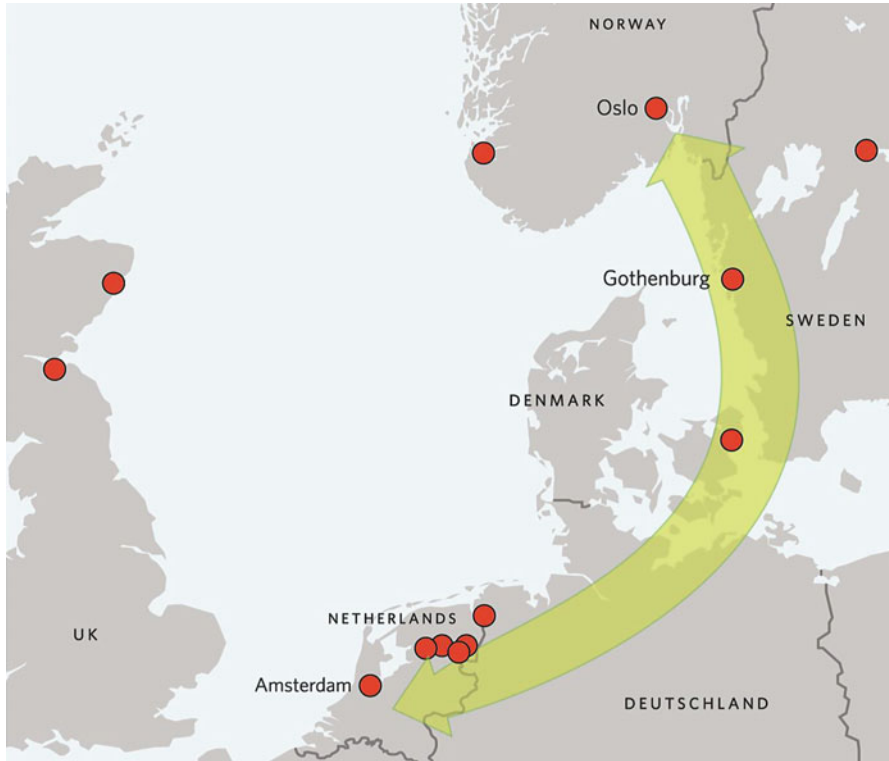 NORWAY
Oslo
Gothenburg
SWEDEN
DENMARK
NETHERLANDS
UK
Amsterdam
DEUTSCHLAND